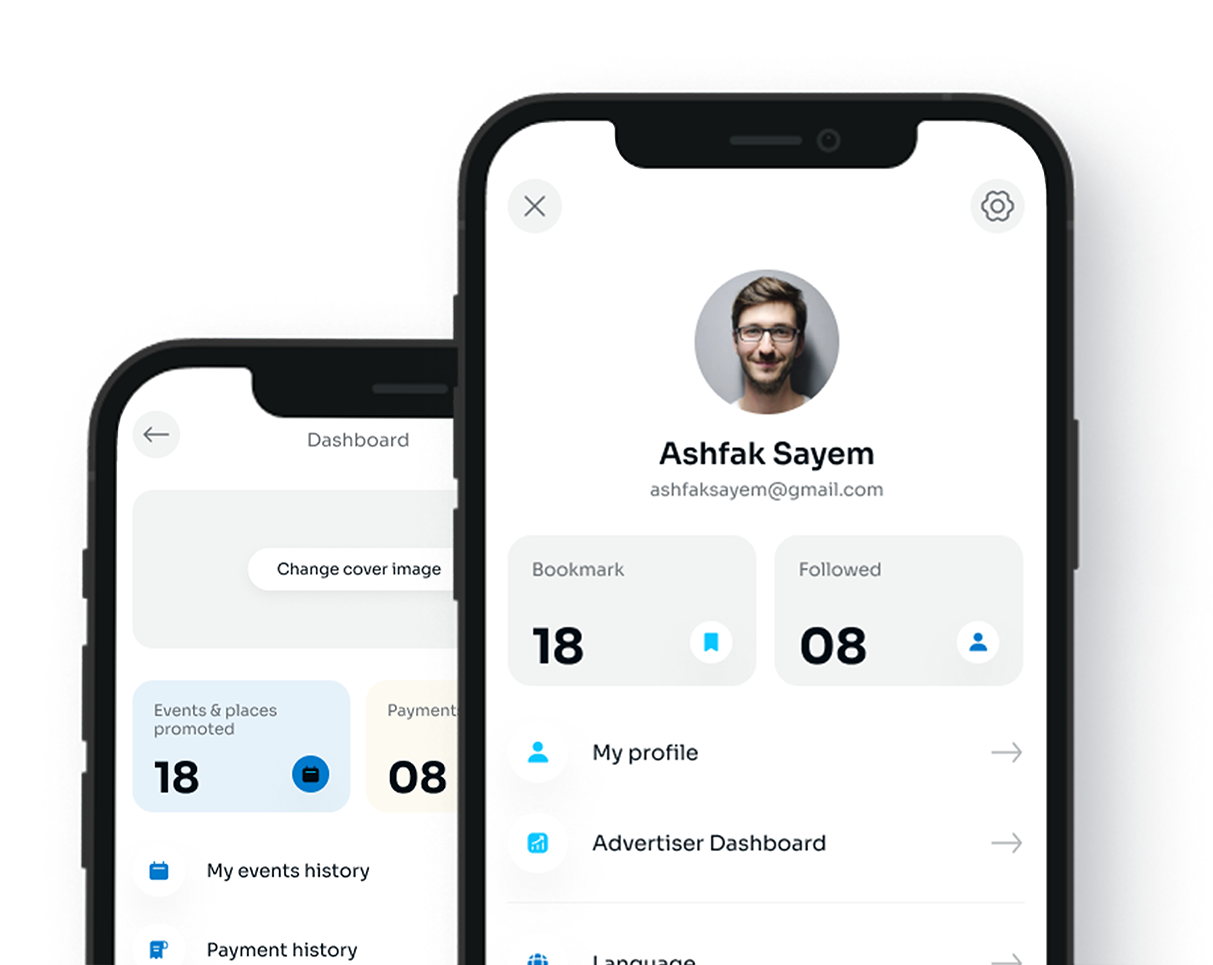 Dashboard
Change cover image
Events & places
promoted
18
Payment
08
My events history
Payment history
Ashfak Sayem
ashfaksayem@gmail.com
Bookmark
18
Followed
08
My profile
Advertiser Dashboard
Language